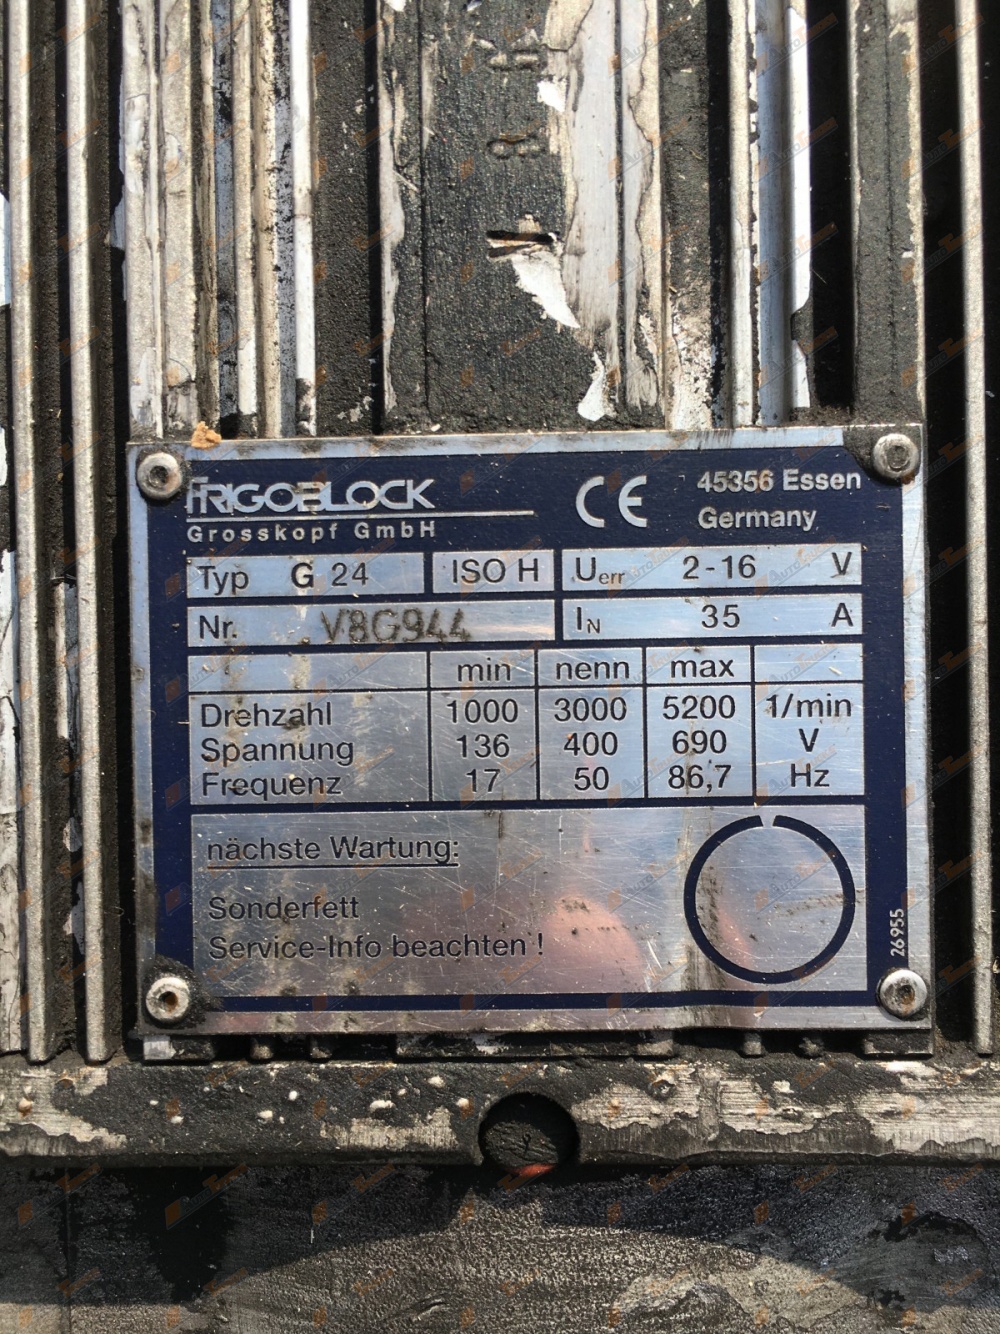 FRIGOBLOCK
Grosskopf GmbH
CE
45356 Essen
Germany
Typ G 24 ISO H Uerr 2-16 V
Nr. V8G944 IN 35 A
min nenn max
Drehzahl 1000 3000 5200 1/min
Spannung 136 400 690 V
Frequenz 17 50 86,7 Hz
nächste Wartung:
Sonderfett
Service-Info beachten !
26955